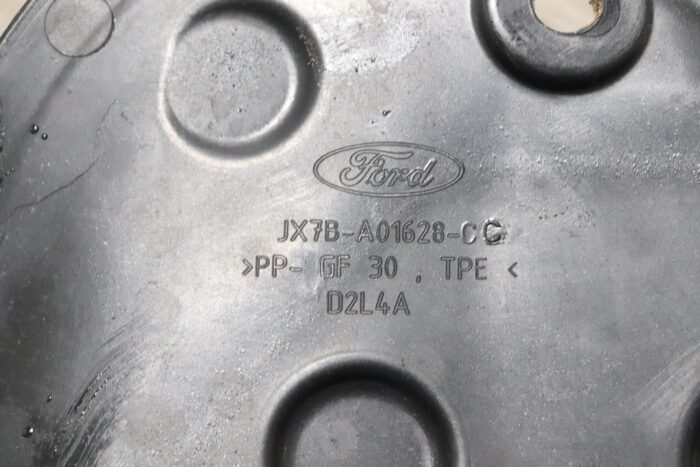 Ford
JX7B-A01628-CC
>PP- GF 30 , TPE <
D2L4A